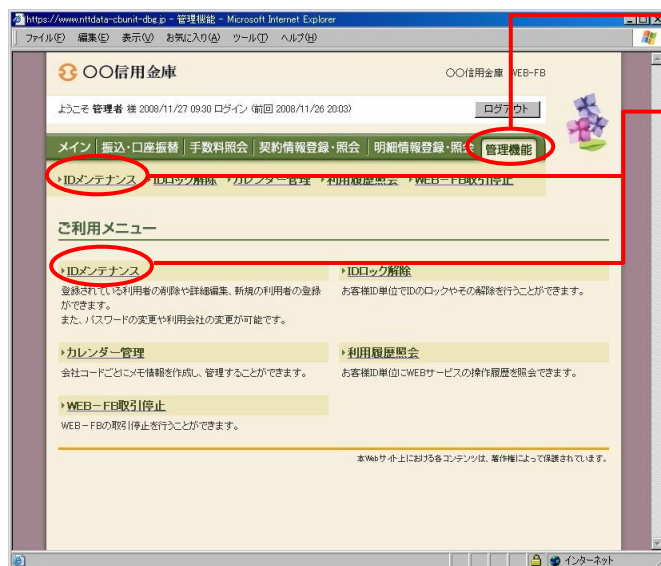 https://www.nttdata-cbunit-dbg.jp - 管理機能 - Microsoft Internet Explorer
ファイル(F) 編集(E) 表示(V) お気に入り(A) ツール(T) ヘルプ(H)
〇〇信用金庫
〇〇信用金庫 WEB-FB
ようこそ 管理者 様 2008/11/27 09:30 ログイン (前回 2008/11/26 20:03)
ログアウト
メイン 振込・口座振替 手数料照会 契約情報登録・照会 明細情報登録・照会 管理機能
IDメンテナンス IDロック解除 カレンダー管理 利用履歴照会 WEB-FB取引停止
ご利用メニュー
IDメンテナンス
登録されている利用者の削除や詳細編集、新規の利用者の登録
ができます。
また、パスワードの変更や利用会社の変更が可能です。
IDロック解除
お客様ID単位でIDのロックやその解除を行うことができます。
カレンダー管理
会社コードごとにメモ情報を作成し、管理することができます。
利用履歴照会
お客様ID単位にWEBサービスの操作履歴を照会できます。
WEB-FB取引停止
WEB-FBの取引停止を行うことができます。
本Webサイト上における各コンテンツは、著作権によって保護されています。
インターネット